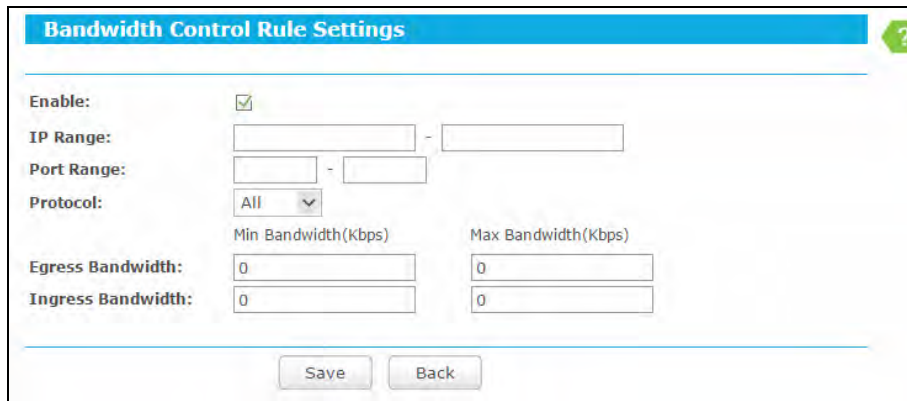 Bandwidth Control Rule Settings
?
Enable:
IP Range: -
Port Range: -
Protocol: All
Min Bandwidth(Kbps) Max Bandwidth(Kbps)
Egress Bandwidth: 0 0
Ingress Bandwidth: 0 0
Save Back